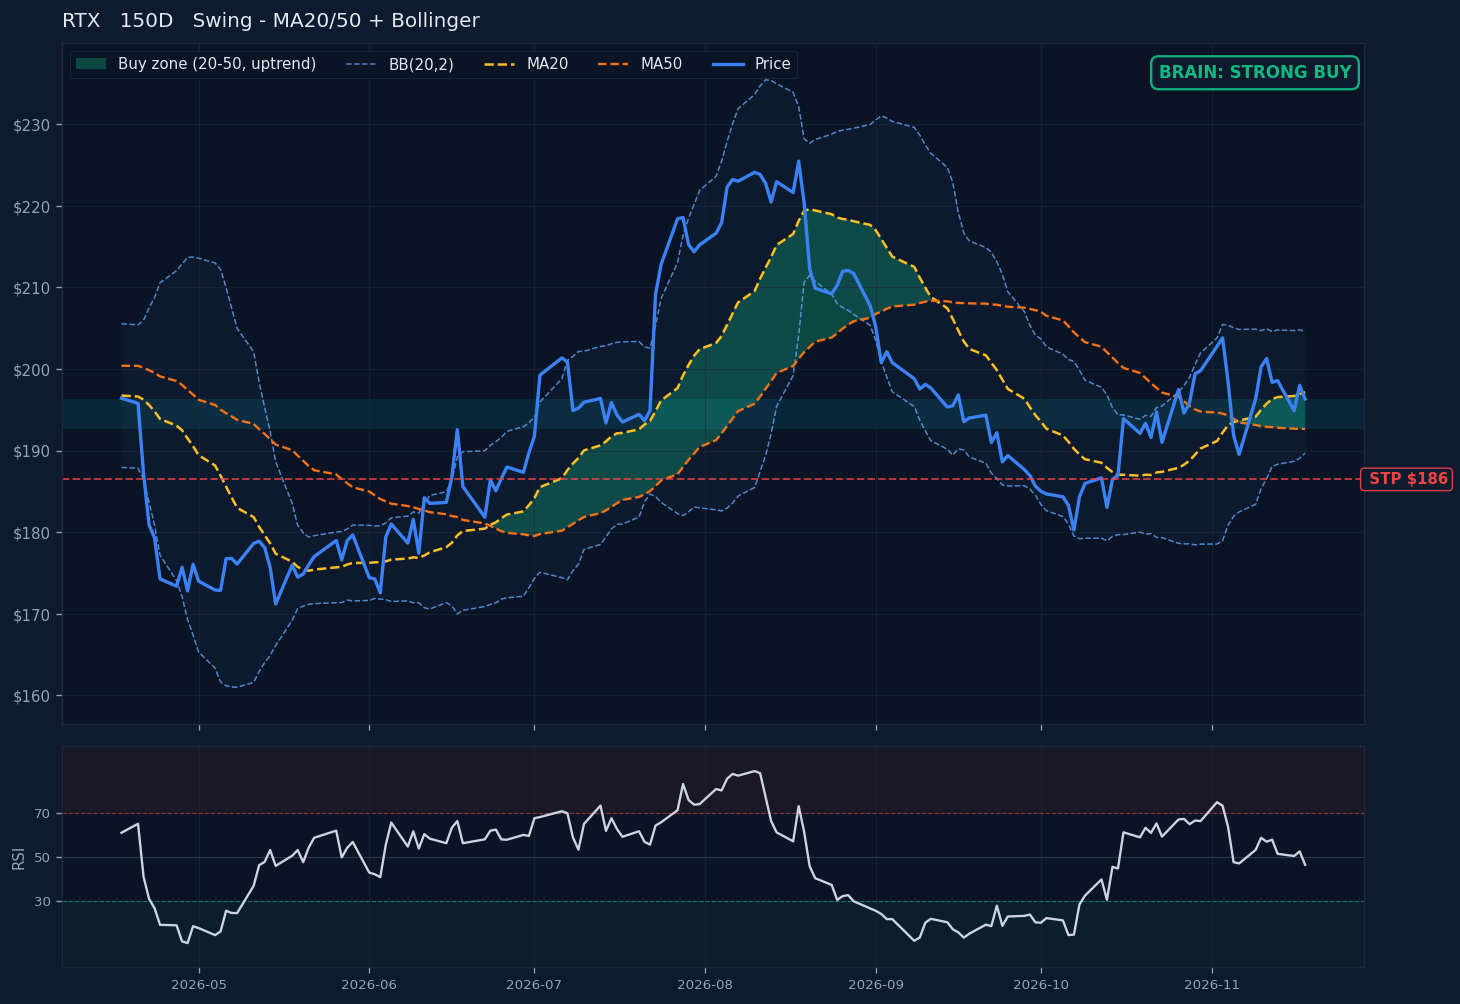 RTX   150D   Swing - MA20/50 + Bollinger
Buy zone (20-50, uptrend)   BB(20,2)   MA20   MA50   Price
BRAIN: STRONG BUY
$230
$220
$210
$200
$190
$180
$170
$160
STP $186
RSI
70
50
30
2026-05   2026-06   2026-07   2026-08   2026-09   2026-10   2026-11